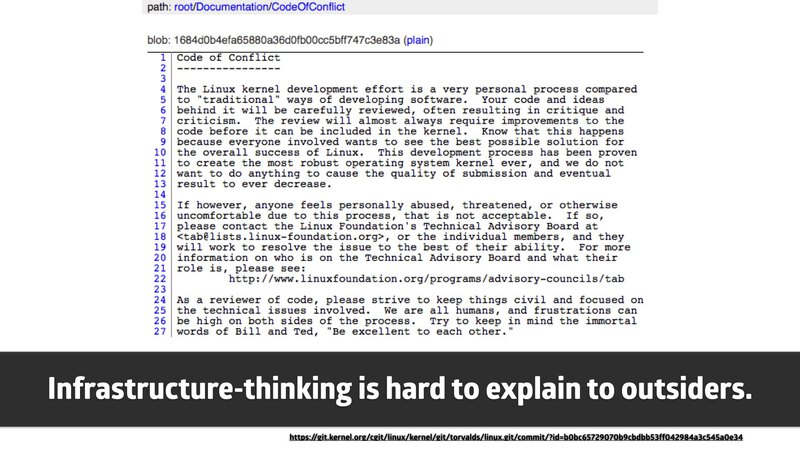 path: root/Documentation/CodeOfConflict
blob: 1684d0b4efa65880a36d0fb00cc5bff747c3e83a (plain)
1 Code of Conflict
2 ----------------
3
4 The Linux kernel development effort is a very personal process compared
5 to "traditional" ways of developing software.  Your code and ideas
6 behind it will be carefully reviewed, often resulting in critique and
7 criticism.  The review will almost always require improvements to the
8 code before it can be included in the kernel.  Know that this happens
9 because everyone involved wants to see the best possible solution for
10 the overall success of Linux.  This development process has been proven
11 to create the most robust operating system kernel ever, and we do not
12 want to do anything to cause the quality of submission and eventual
13 result to ever decrease.
14
15 If however, anyone feels personally abused, threatened, or otherwise
16 uncomfortable due to this process, that is not acceptable.  If so,
17 please contact the Linux Foundation's Technical Advisory Board at
18 <tab@lists.linux-foundation.org>, or the individual members, and they
19 will work to resolve the issue to the best of their ability.  For more
20 information on who is on the Technical Advisory Board and what their
21 role is, please see:
22 http://www.linuxfoundation.org/programs/advisory-councils/tab
23
24 As a reviewer of code, please strive to keep things civil and focused on
25 the technical issues involved.  We are all humans, and frustrations can
26 be high on both sides of the process.  Try to keep in mind the immortal
27 words of Bill and Ted, "Be excellent to each other."
Infrastructure-thinking is hard to explain to outsiders.
https://git.kernel.org/cgit/linux/kernel/git/torvalds/linux.git/commit/?id=b0bc65729070b9cbdbb53ff042984a3c545a0e34